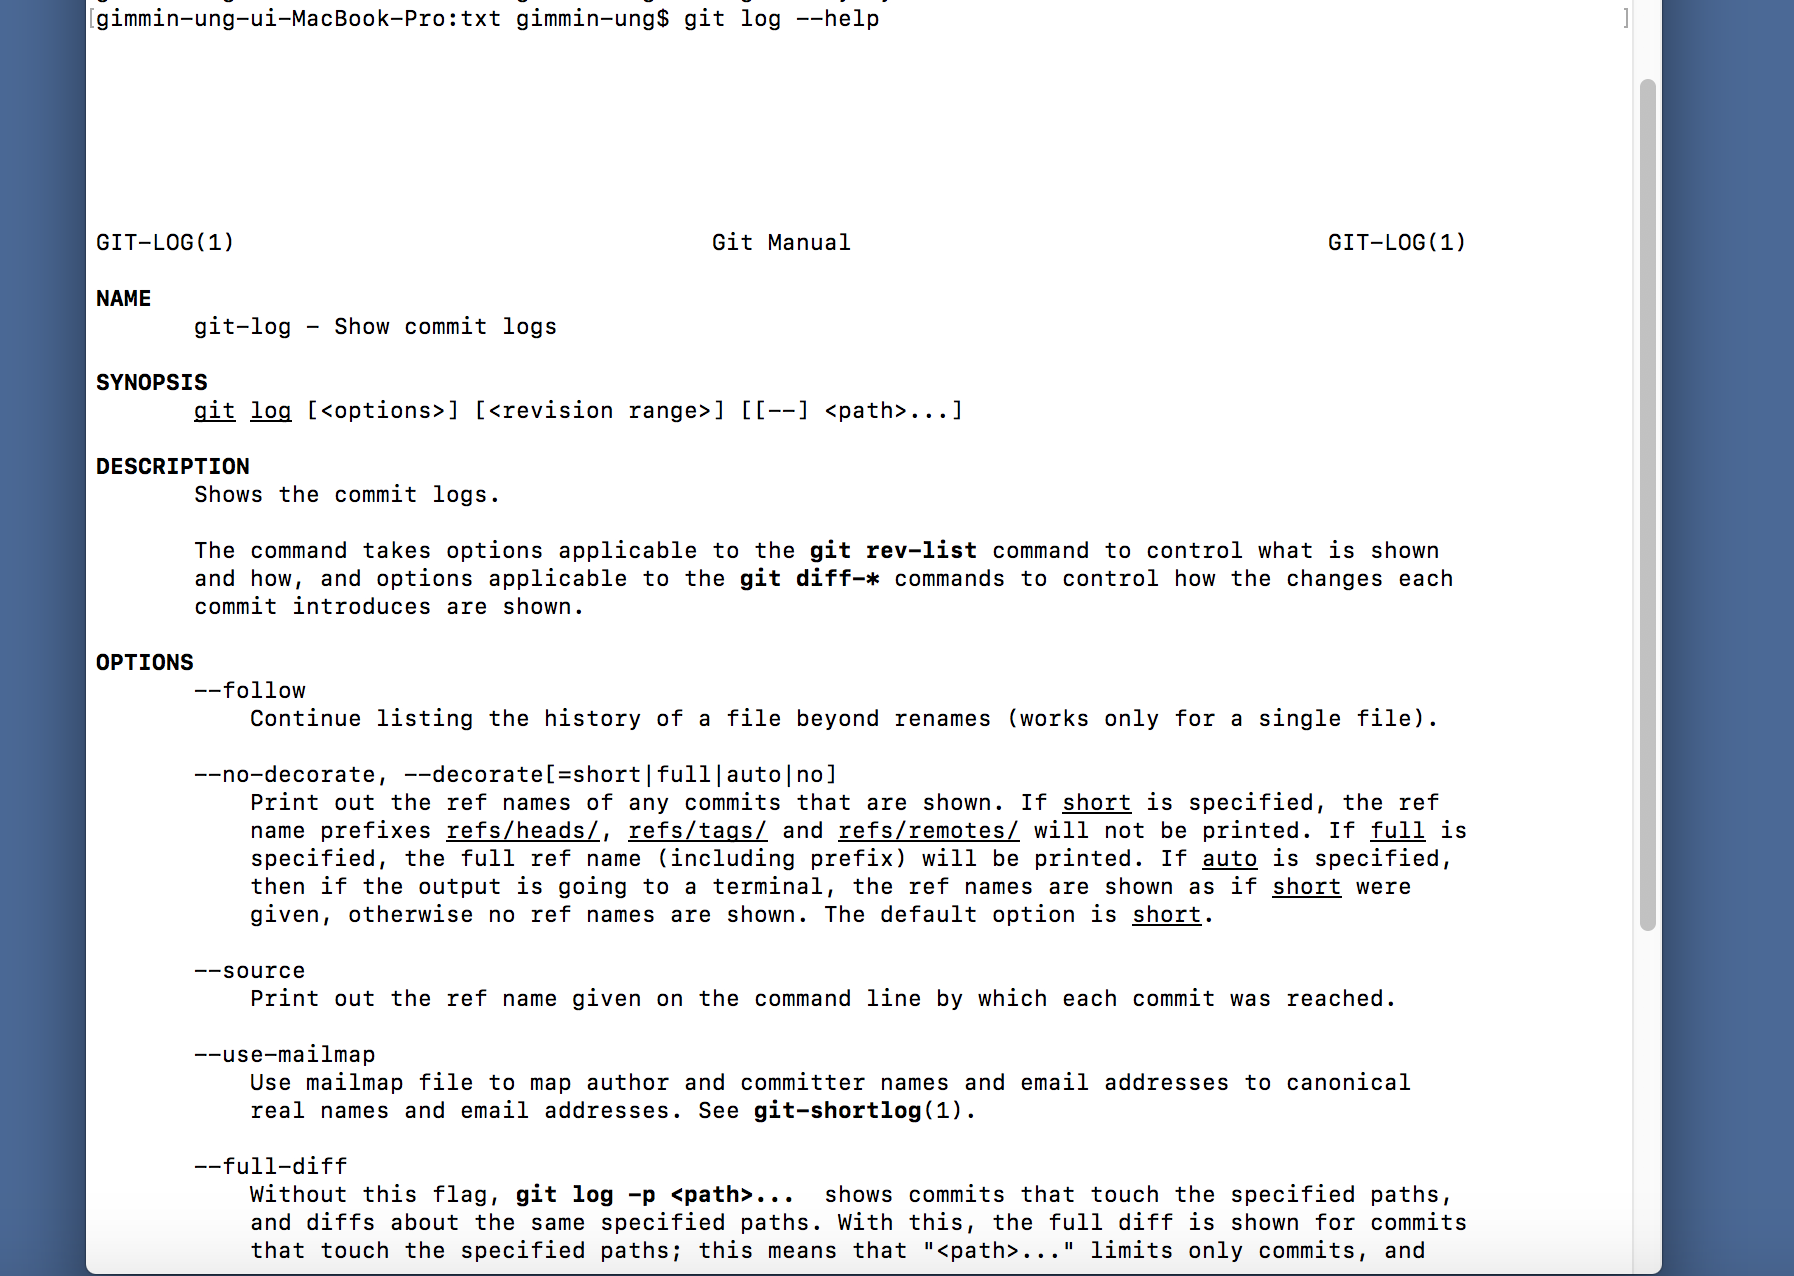 [gimmin-ung-ui-MacBook-Pro:txt gimmin-ung$ git log --help ]
GIT-LOG(1) Git Manual GIT-LOG(1)
NAME
git-log - Show commit logs
SYNOPSIS
git log [<options>] [<revision range>] [[--] <path>...]
DESCRIPTION
Shows the commit logs.
The command takes options applicable to the git rev-list command to control what is shown
and how, and options applicable to the git diff-* commands to control how the changes each
commit introduces are shown.
OPTIONS
--follow
Continue listing the history of a file beyond renames (works only for a single file).
--no-decorate, --decorate[=short|full|auto|no]
Print out the ref names of any commits that are shown. If short is specified, the ref
name prefixes refs/heads/, refs/tags/ and refs/remotes/ will not be printed. If full is
specified, the full ref name (including prefix) will be printed. If auto is specified,
then if the output is going to a terminal, the ref names are shown as if short were
given, otherwise no ref names are shown. The default option is short.
--source
Print out the ref name given on the command line by which each commit was reached.
--use-mailmap
Use mailmap file to map author and committer names and email addresses to canonical
real names and email addresses. See git-shortlog(1).
--full-diff
Without this flag, git log -p <path>...  shows commits that touch the specified paths,
and diffs about the same specified paths. With this, the full diff is shown for commits
that touch the specified paths; this means that "<path>..." limits only commits, and